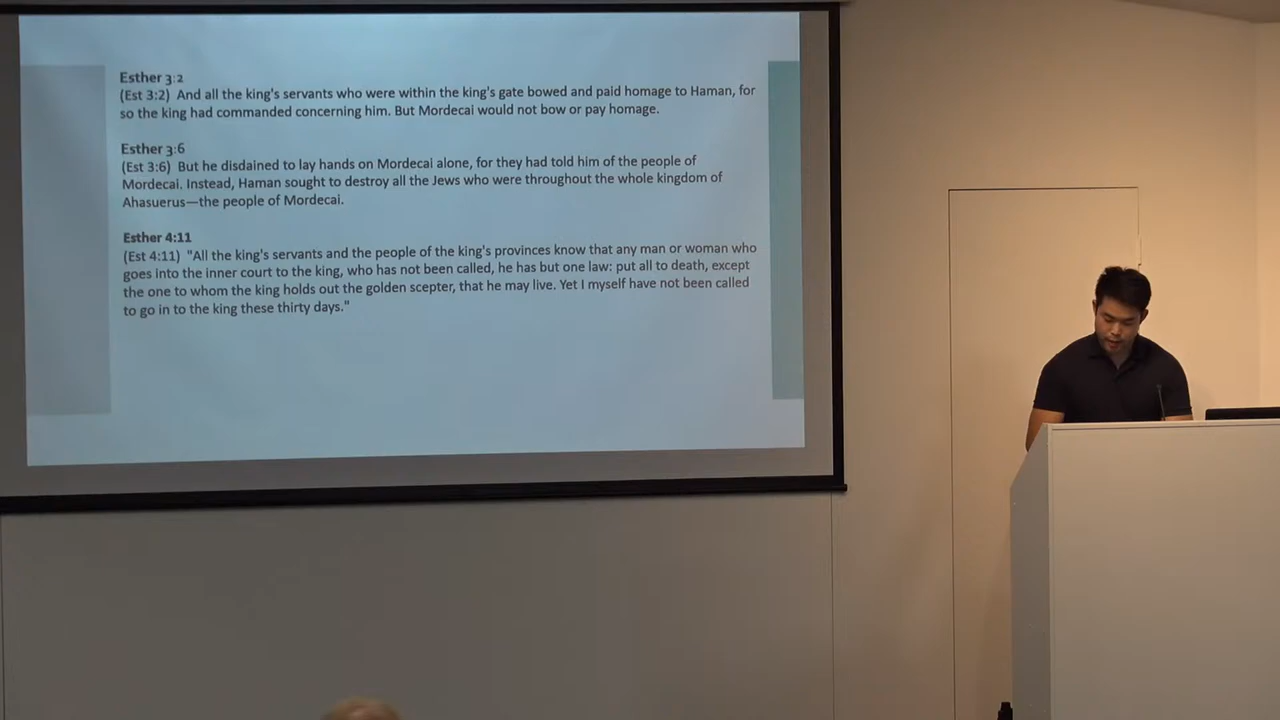 Esther 3:2
(Est 3:2) And all the king's servants who were within the king's gate bowed and paid homage to Haman, for
so the king had commanded concerning him. But Mordecai would not bow or pay homage.
Esther 3:6
(Est 3:6) But he disdained to lay hands on Mordecai alone, for they had told him of the people of
Mordecai. Instead, Haman sought to destroy all the Jews who were throughout the whole kingdom of
Ahasuerus—the people of Mordecai.
Esther 4:11
(Est 4:11) "All the king's servants and the people of the king's provinces know that any man or woman who
goes into the inner court to the king, who has not been called, he has but one law: put all to death, except
the one to whom the king holds out the golden scepter, that he may live. Yet I myself have not been called
to go in to the king these thirty days."